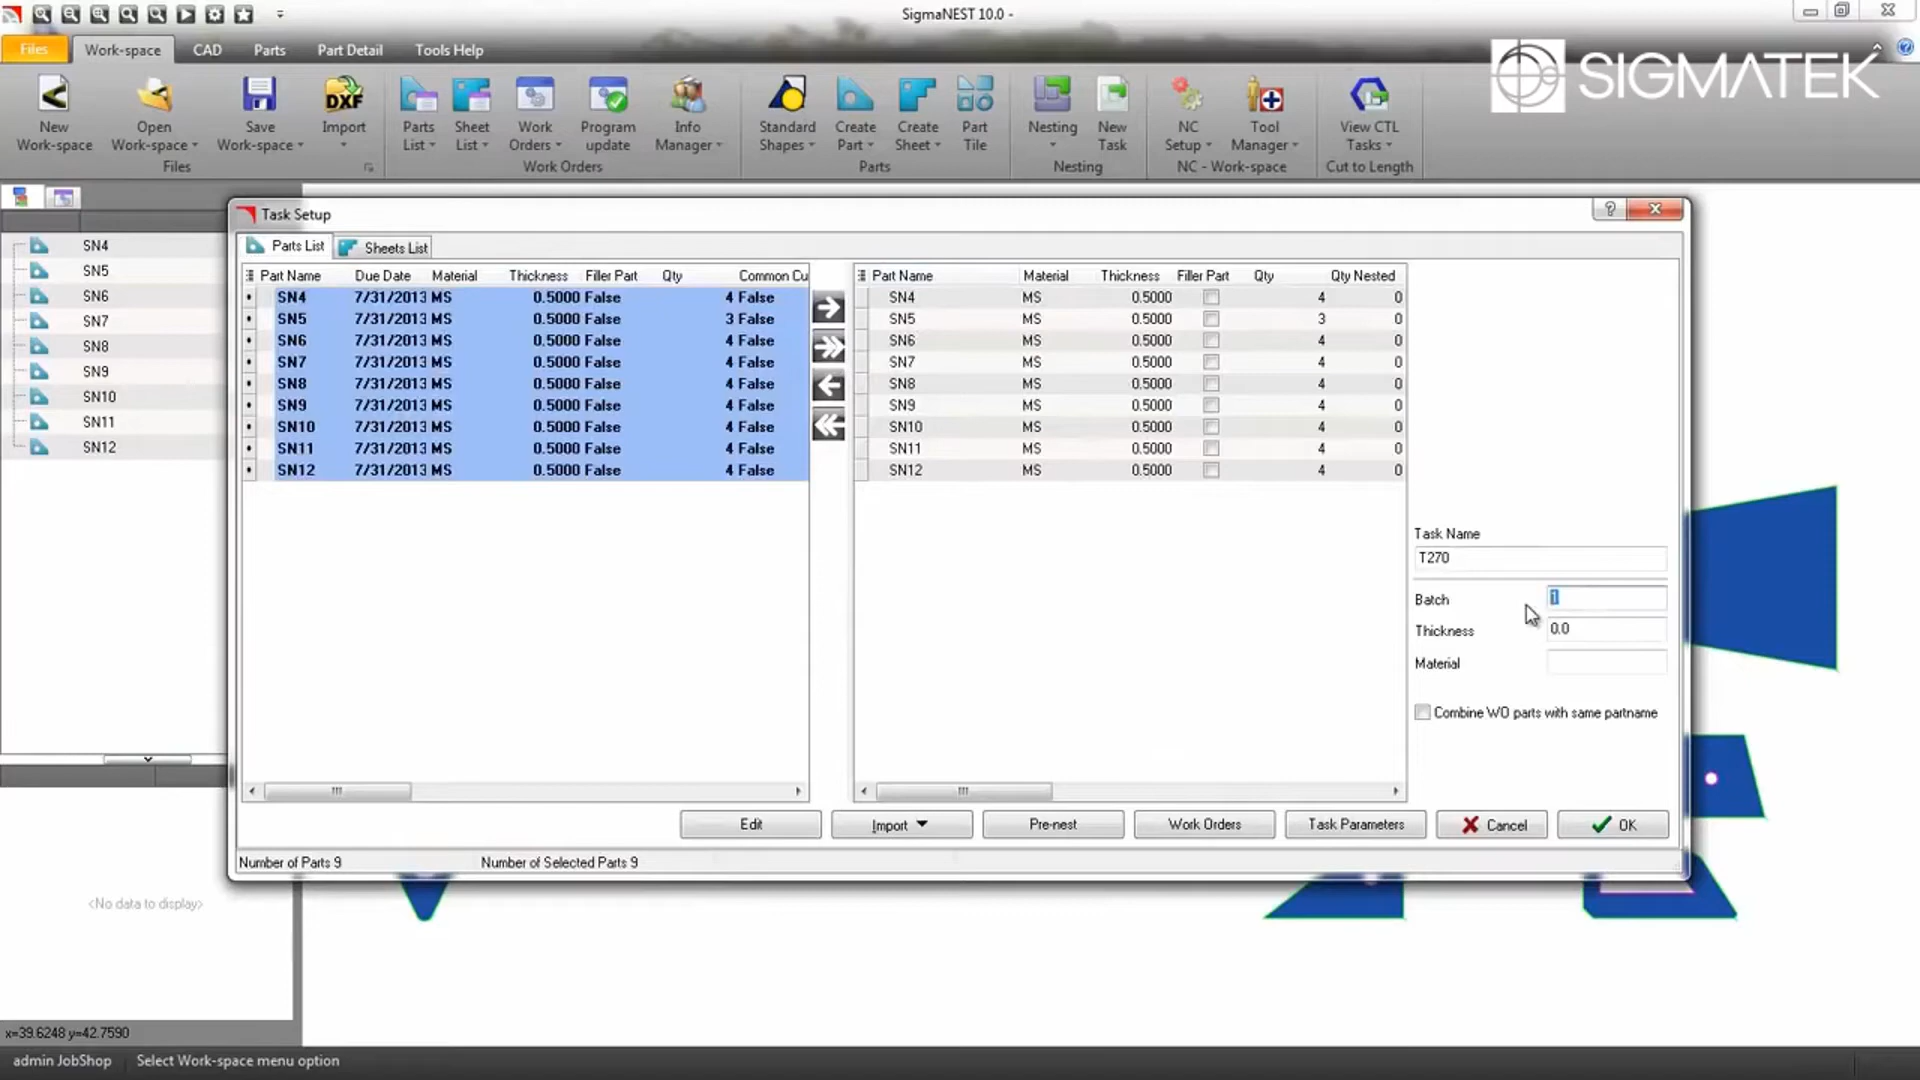 SigmaNEST 10.0 -
Files Work-space CAD Parts Part Detail Tools Help
SIGMATEK
New Work-space
Open Work-space
Save Work-space
DXF
Import
Files
Parts List
Sheet List
Work Orders
Program update
Info Manager
Work Orders
Standard Shapes
Create Part
Create Sheet
Part Tile
Parts
Nesting
New Task
Nesting
NC Setup
Tool Manager
NC - Work-space
View CTL Tasks
Cut to Length
SN4
SN5
SN6
SN7
SN8
SN9
SN10
SN11
SN12
<No data to display>
Task Setup
Parts List Sheets List
Part Name Due Date Material Thickness Filler Part Qty Common Cu
SN4 7/31/2013 MS 0.5000 False 4 False
SN5 7/31/2013 MS 0.5000 False 3 False
SN6 7/31/2013 MS 0.5000 False 4 False
SN7 7/31/2013 MS 0.5000 False 4 False
SN8 7/31/2013 MS 0.5000 False 4 False
SN9 7/31/2013 MS 0.5000 False 4 False
SN10 7/31/2013 MS 0.5000 False 4 False
SN11 7/31/2013 MS 0.5000 False 4 False
SN12 7/31/2013 MS 0.5000 False 4 False
Part Name Material Thickness Filler Part Qty Qty Nested
SN4 MS 0.5000 4 0
SN5 MS 0.5000 3 0
SN6 MS 0.5000 4 0
SN7 MS 0.5000 4 0
SN8 MS 0.5000 4 0
SN9 MS 0.5000 4 0
SN10 MS 0.5000 4 0
SN11 MS 0.5000 4 0
SN12 MS 0.5000 4 0
Task Name
T270
Batch 1
Thickness 0.0
Material
Combine WO parts with same partname
Edit Import Pre-nest Work Orders Task Parameters Cancel OK
Number of Parts 9 Number of Selected Parts 9
x=39.6248 y=42.7590
admin JobShop Select Work-space menu option